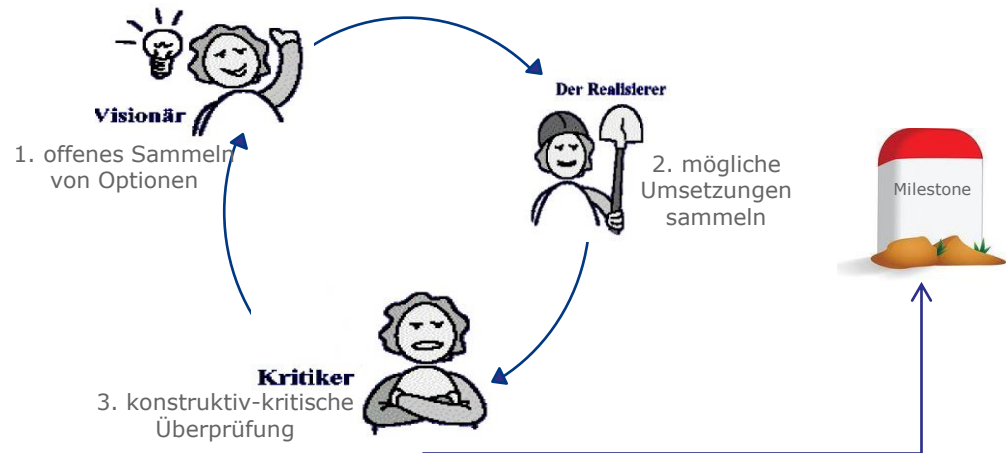 Visionär
1. offenes Sammeln
von Optionen
Der Realisierer
2. mögliche
Umsetzungen
sammeln
Milestone
Kritiker
3. konstruktiv-kritische
Überprüfung